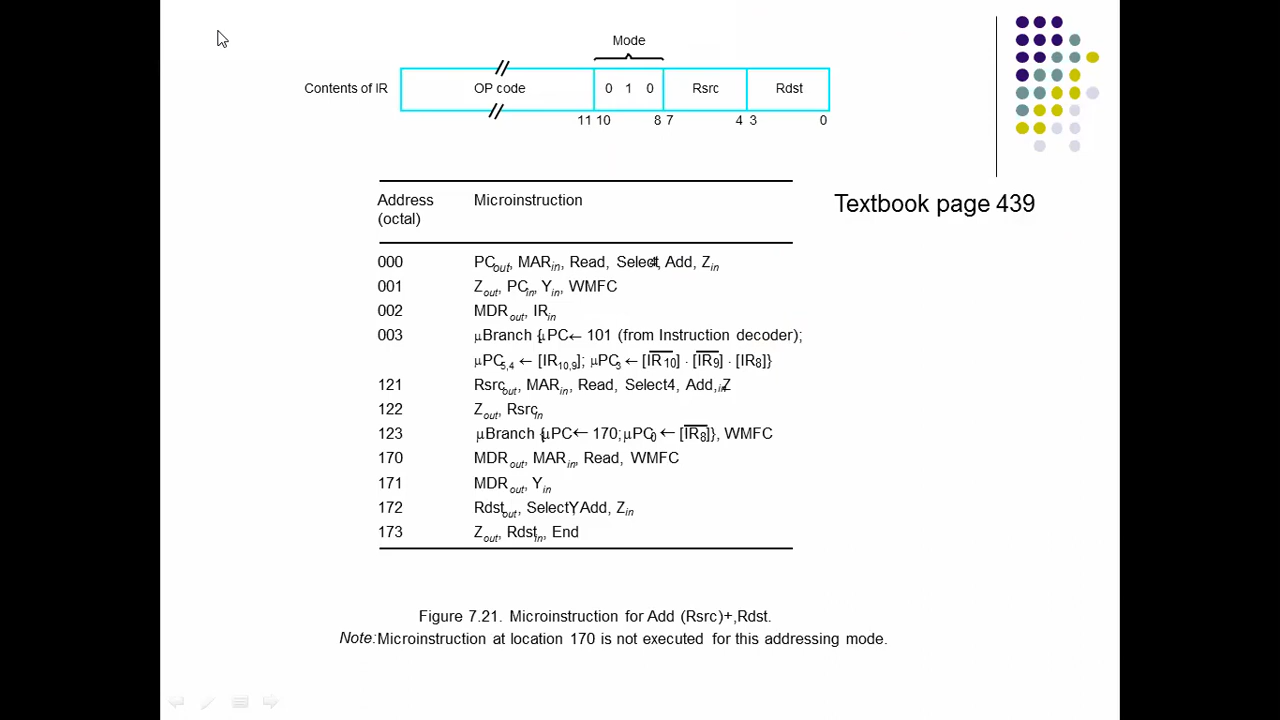 Mode
Contents of IR OP code 0 1 0 Rsrc Rdst
11 10 8 7 4 3 0
Textbook page 439
Address Microinstruction
(octal)
000 PCout, MARin, Read, Select4, Add, Zin
001 Zout, PCin, Yin, WMFC
002 MDRout, IRin
003 μBranch {μPC← 101 (from Instruction decoder);
μPC5,4 ← [IR10,9]; μPC3 ← [I̅R̅1̅0̅] · [I̅R̅9̅] · [IR8]}
121 Rsrcout, MARin, Read, Select4, Add, Zin
122 Zout, Rsrcin
123 μBranch {μPC← 170; μPC0 ← [I̅R̅8̅]}, WMFC
170 MDRout, MARin, Read, WMFC
171 MDRout, Yin
172 Rdstout, SelectY, Add, Zin
173 Zout, Rdstin, End
Figure 7.21. Microinstruction for Add (Rsrc)+,Rdst.
Note: Microinstruction at location 170 is not executed for this addressing mode.